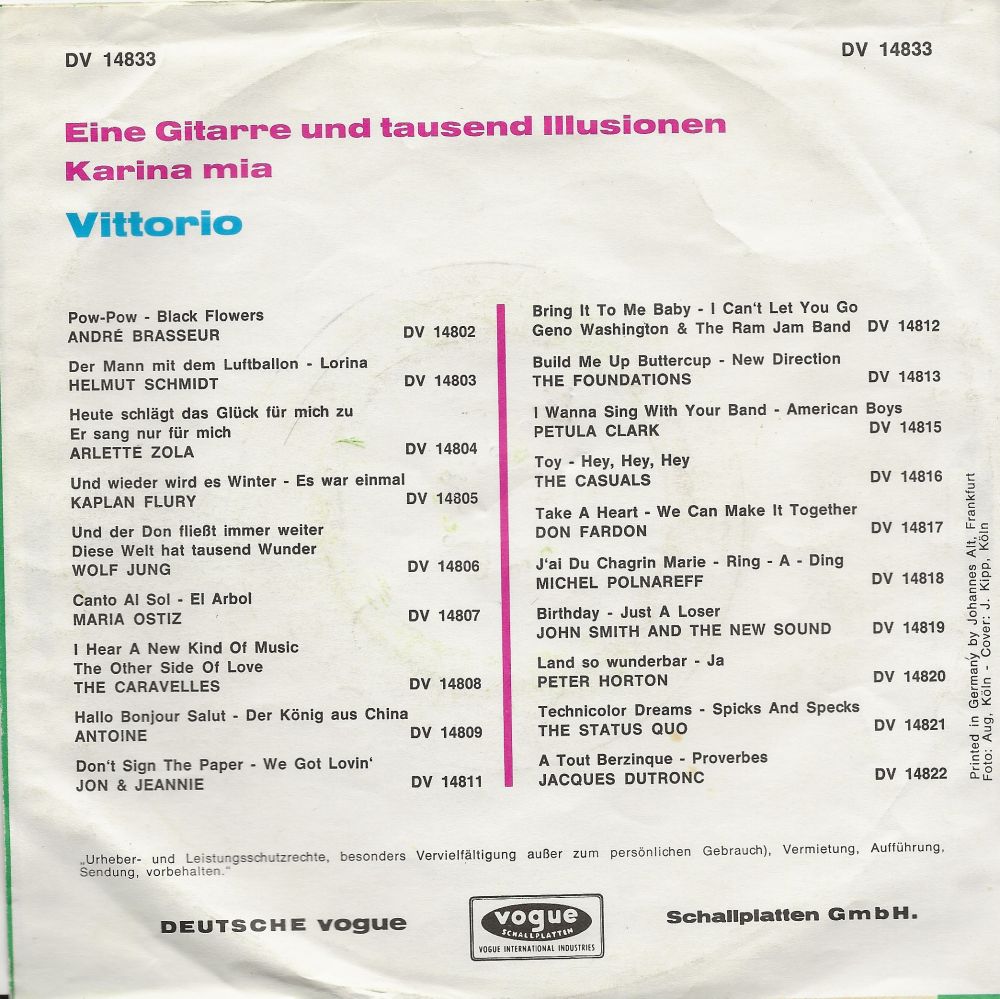 DV 14833
DV 14833
Eine Gitarre und tausend Illusionen
Karina mia
Vittorio
Pow-Pow - Black Flowers
ANDRÉ BRASSEUR DV 14802
Der Mann mit dem Luftballon - Lorina
HELMUT SCHMIDT DV 14803
Heute schlägt das Glück für mich zu
Er sang nur für mich
ARLETTE ZOLA DV 14804
Und wieder wird es Winter - Es war einmal
KAPLAN FLURY DV 14805
Und der Don fließt immer weiter
Diese Welt hat tausend Wunder
WOLF JUNG DV 14806
Canto Al Sol - El Arbol
MARIA OSTIZ DV 14807
I Hear A New Kind Of Music
The Other Side Of Love
THE CARAVELLES DV 14808
Hallo Bonjour Salut - Der König aus China
ANTOINE DV 14809
Don't Sign The Paper - We Got Lovin'
JON & JEANNIE DV 14811
Bring It To Me Baby - I Can't Let You Go
Geno Washington & The Ram Jam Band DV 14812
Build Me Up Buttercup - New Direction
THE FOUNDATIONS DV 14813
I Wanna Sing With Your Band - American Boys
PETULA CLARK DV 14815
Toy - Hey, Hey, Hey
THE CASUALS DV 14816
Take A Heart - We Can Make It Together
DON FARDON DV 14817
J'ai Du Chagrin Marie - Ring - A - Ding
MICHEL POLNAREFF DV 14818
Birthday - Just A Loser
JOHN SMITH AND THE NEW SOUND DV 14819
Land so wunderbar - Ja
PETER HORTON DV 14820
Technicolor Dreams - Spicks And Specks
THE STATUS QUO DV 14821
A Tout Berzinque - Proverbes
JACQUES DUTRONC DV 14822
Printed in Germany by Johannes Alt, Frankfurt
Foto: Aug, Köln - Cover: J. Kipp, Köln
„Urheber- und Leistungsschutzrechte, besonders Vervielfältigung außer zum persönlichen Gebrauch), Vermietung, Aufführung,
Sendung, vorbehalten."
DEUTSCHE vogue
vogue
SCHALLPLATTEN
VOGUE INTERNATIONAL INDUSTRIES
Schallplatten GmbH.